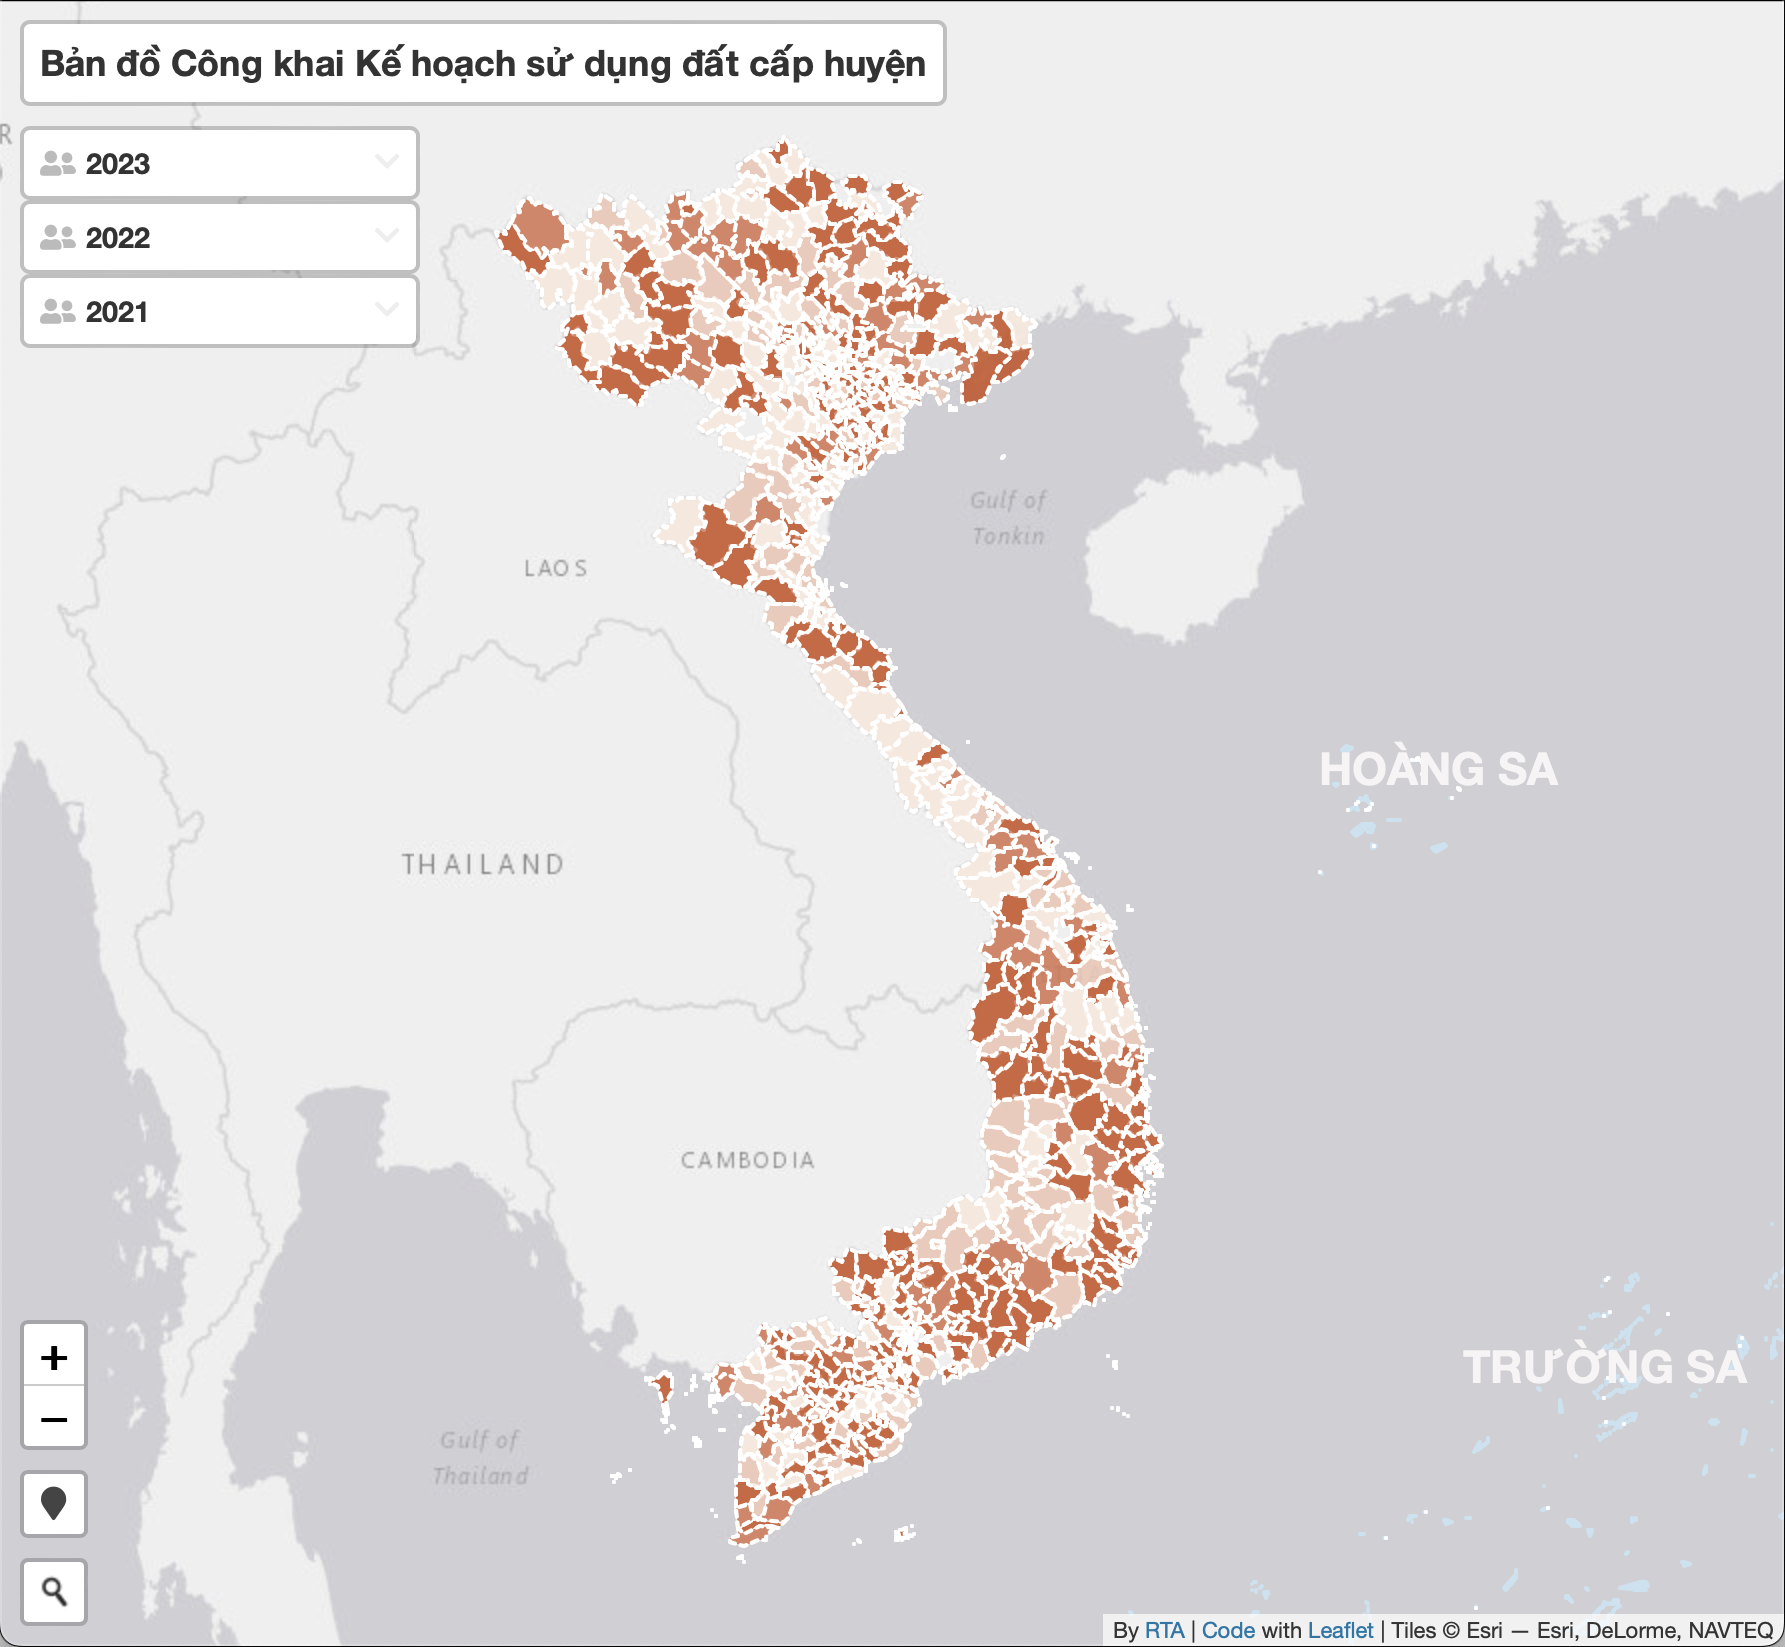 Bản đồ Công khai Kế hoạch sử dụng đất cấp huyện
R
2023
2022
2021
Gulf of
Tonkin
LAOS
HOÀNG SA
THAILAND
CAMBODIA
TRƯỜNG SA
+
−
Gulf of
Thailand
By RTA | Code with Leaflet | Tiles © Esri — Esri, DeLorme, NAVTEQ